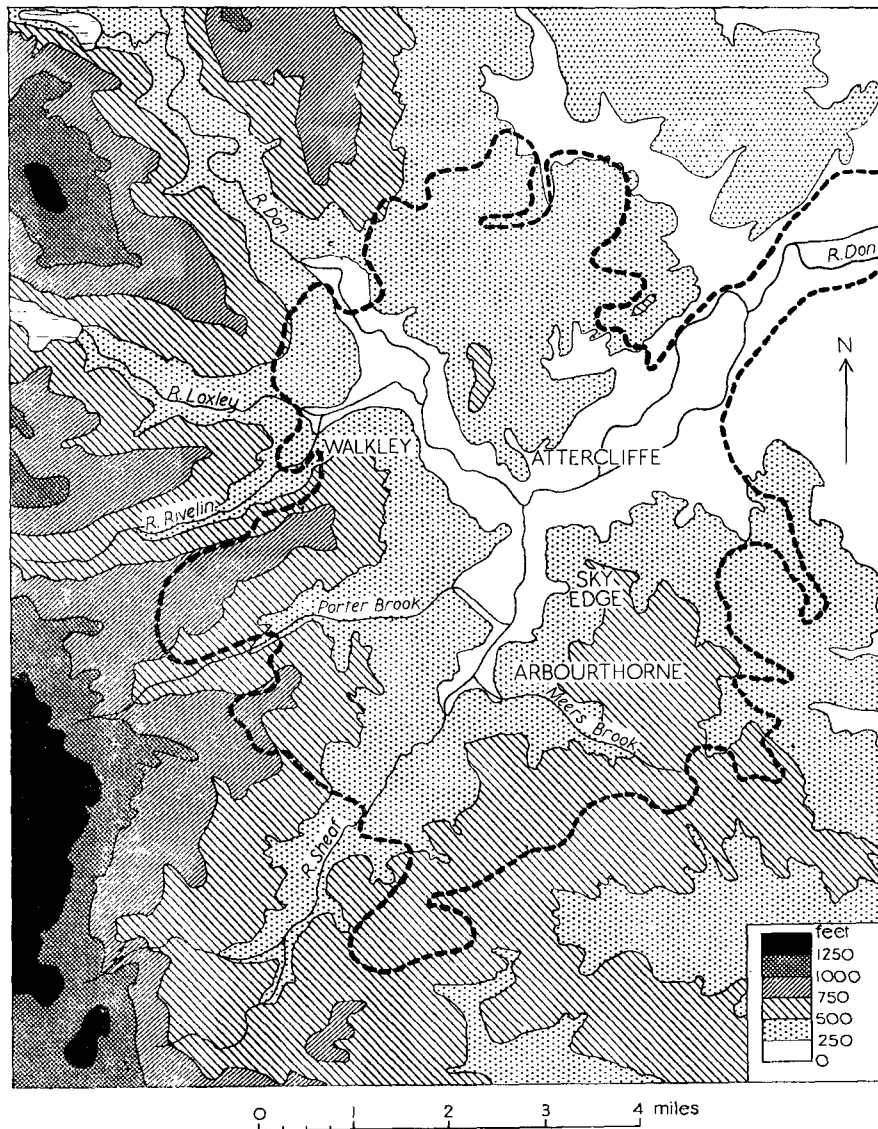 R. Don
R. Don
N
R. Loxley
WALKLEY
ATTERCLIFFE
R. Rivelin
SKY
EDGE
Porter Brook
ARBOURTHORNE
Meers Brook
R. Shear
feet
1250
1000
750
500
250
0
0 1 2 3 4 miles